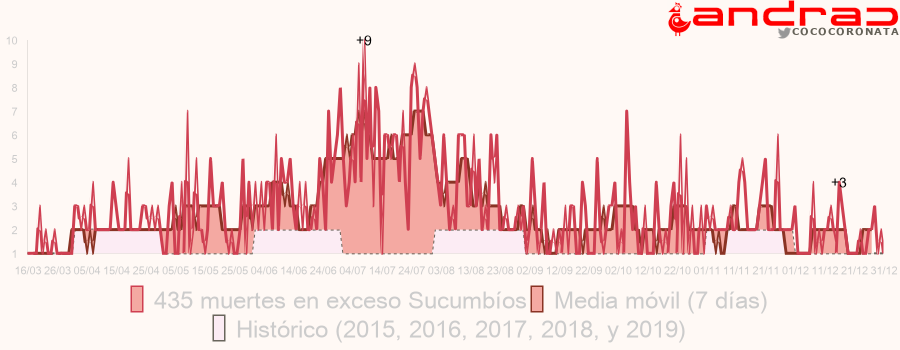 andrab
COCOCORONATA
10
+9
9
8
7
6
5
4
+3
3
2
1
16/03 26/03 05/04 16/04 25/04 05/05 15/05 25/05 04/06 14/06 24/06 04/07 14/07 24/07 03/08 13/08 23/08 02/09 12/09 22/09 02/10 12/10 22/10 01/11 11/11 21/11 01/12 11/12 21/12 31/12
435 muertes en exceso Sucumbíos Media móvil (7 días)
Histórico (2015, 2016, 2017, 2018, y 2019)